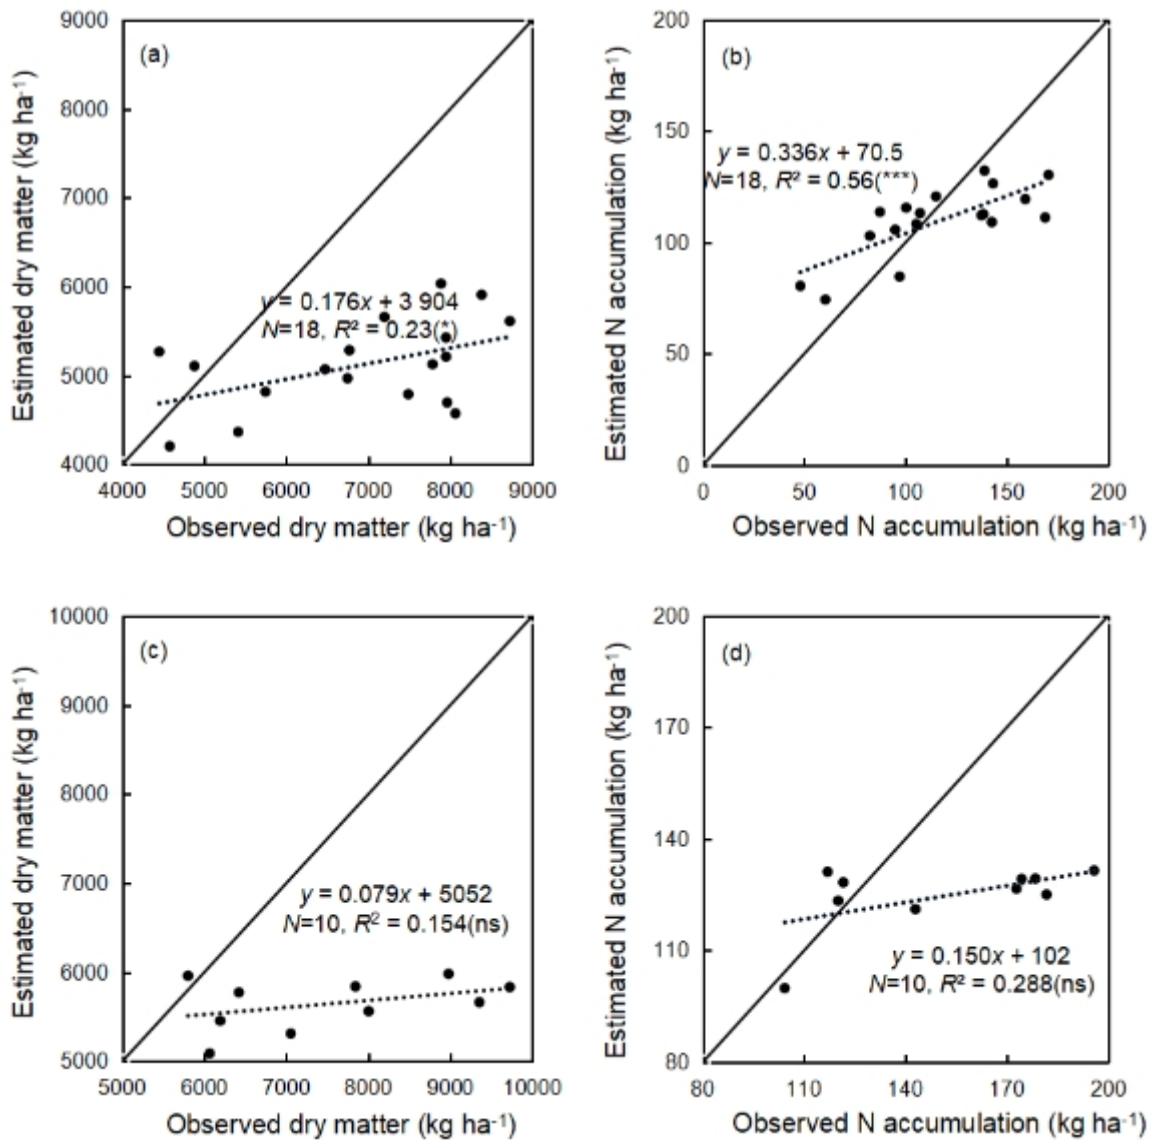 9000
8000
7000
6000
5000
4000
Estimated dry matter (kg ha⁻¹)
(a)
y = 0.176x + 3 904
N=18, R² = 0.23(*)
4000 5000 6000 7000 8000 9000
Observed dry matter (kg ha⁻¹)
200
150
100
50
0
Estimated N accumulation (kg ha⁻¹)
(b)
y = 0.336x + 70.5
N=18, R² = 0.56(***)
0 50 100 150 200
Observed N accumulation (kg ha⁻¹)
10000
9000
8000
7000
6000
5000
Estimated dry matter (kg ha⁻¹)
(c)
y = 0.079x + 5052
N=10, R² = 0.154(ns)
5000 6000 7000 8000 9000 10000
Observed dry matter (kg ha⁻¹)
200
170
140
110
80
Estimated N accumulation (kg ha⁻¹)
(d)
y = 0.150x + 102
N=10, R² = 0.288(ns)
80 110 140 170 200
Observed N accumulation (kg ha⁻¹)